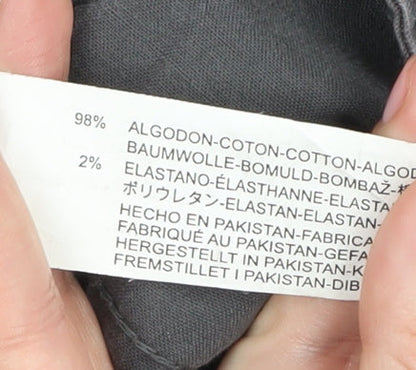 98% ALGODON-COTON-COTTON-ALGOD
BAUMWOLLE-BOMULD-BOMBAŽ-
2% ELASTANO-ÉLASTHANNE-ELASTA
ポリウレタン-ELASTAN-ELASTAN-
HECHO EN PAKISTAN-FABRICA
FABRIQUÉ AU PAKISTAN-GEFA
HERGESTELLT IN PAKISTAN-K
FREMSTILLET I PAKISTAN-DIB